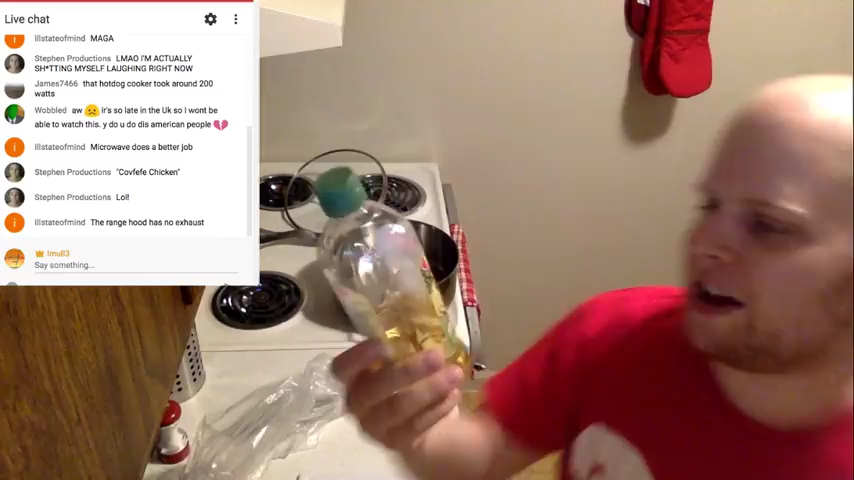 Live chat
illstateofmind MAGA
Stephen Productions LMAO I'M ACTUALLY
SH*TTING MYSELF LAUGHING RIGHT NOW
James7466 that hotdog cooker took around 200
watts
Wobbled aw 😟 ir's so late in the Uk so i wont be
able to watch this. y do u do dis american people 💔
illstateofmind Microwave does a better job
Stephen Productions "Covfefe Chicken"
Stephen Productions Lol!
illstateofmind The range hood has no exhaust
lmull3
Say something...